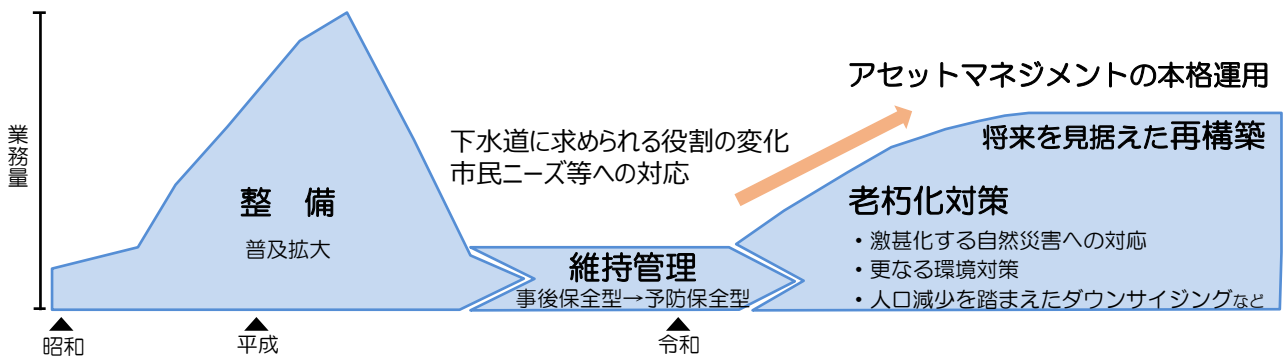 アセットマネジメントの本格運用
業務量
下水道に求められる役割の変化
市民ニーズ等への対応
将来を見据えた再構築
整　備
普及拡大
老朽化対策
・激甚化する自然災害への対応
・更なる環境対策
・人口減少を踏まえたダウンサイジングなど
維持管理
事後保全型→予防保全型
昭和
平成
令和